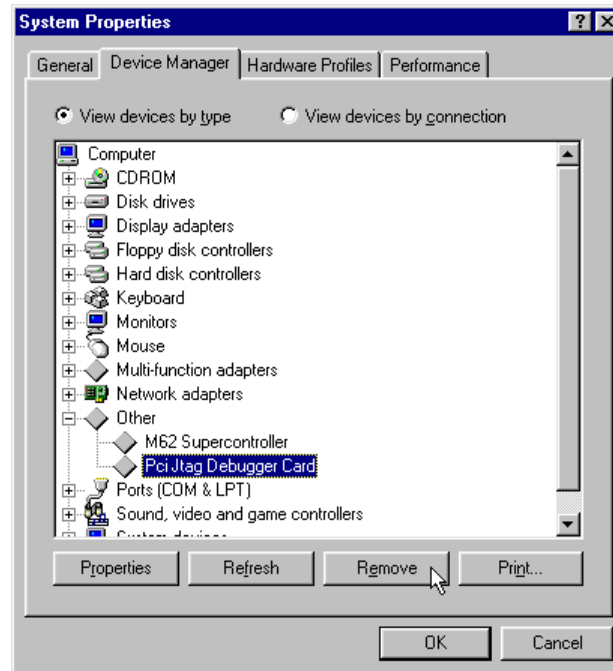 System Properties
General Device Manager Hardware Profiles Performance
View devices by type View devices by connection
Computer
CDROM
Disk drives
Display adapters
Floppy disk controllers
Hard disk controllers
Keyboard
Monitors
Mouse
Multi-function adapters
Network adapters
Other
M62 Supercontroller
Pci Jtag Debugger Card
Ports (COM & LPT)
Sound, video and game controllers
System devices
Properties Refresh Remove Print...
OK Cancel